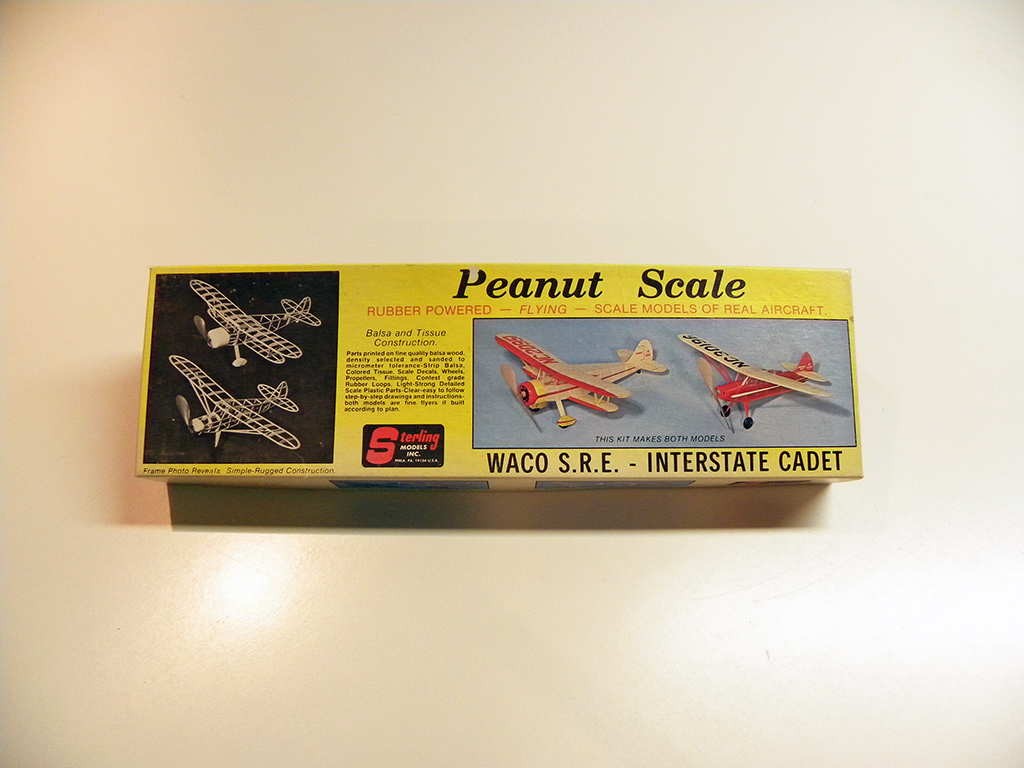 Peanut Scale
RUBBER POWERED — FLYING — SCALE MODELS OF REAL AIRCRAFT.
Balsa and Tissue
Construction.
Parts printed on fine quality balsa wood,
density selected and sanded to
micrometer tolerance-Strip Balsa,
Colored Tissue, Scale Decals, Wheels,
Propellers, Fittings, Contest grade
Rubber Loops, Light-Strong Detailed
Scale Plastic Parts-Clear-easy to follow
step-by-step drawings and instructions-
both models are fine flyers if built
according to plan.
Sterling
MODELS
INC.
PHILA. PA. 19134 U.S.A.
THIS KIT MAKES BOTH MODELS
WACO S.R.E. - INTERSTATE CADET
Frame Photo Reveals Simple-Rugged Construction.